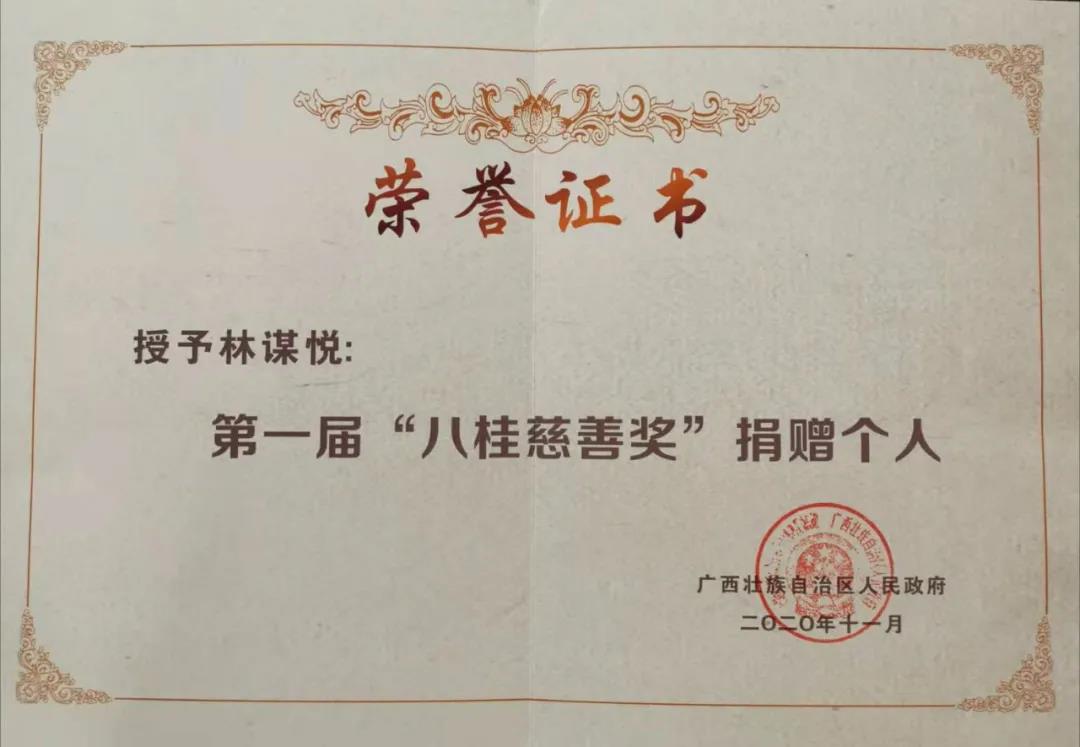 荣誉证书
授予林谋悦:
第一届“八桂慈善奖”捐赠个人
广西壮族自治区人民政府
二〇二〇年十一月